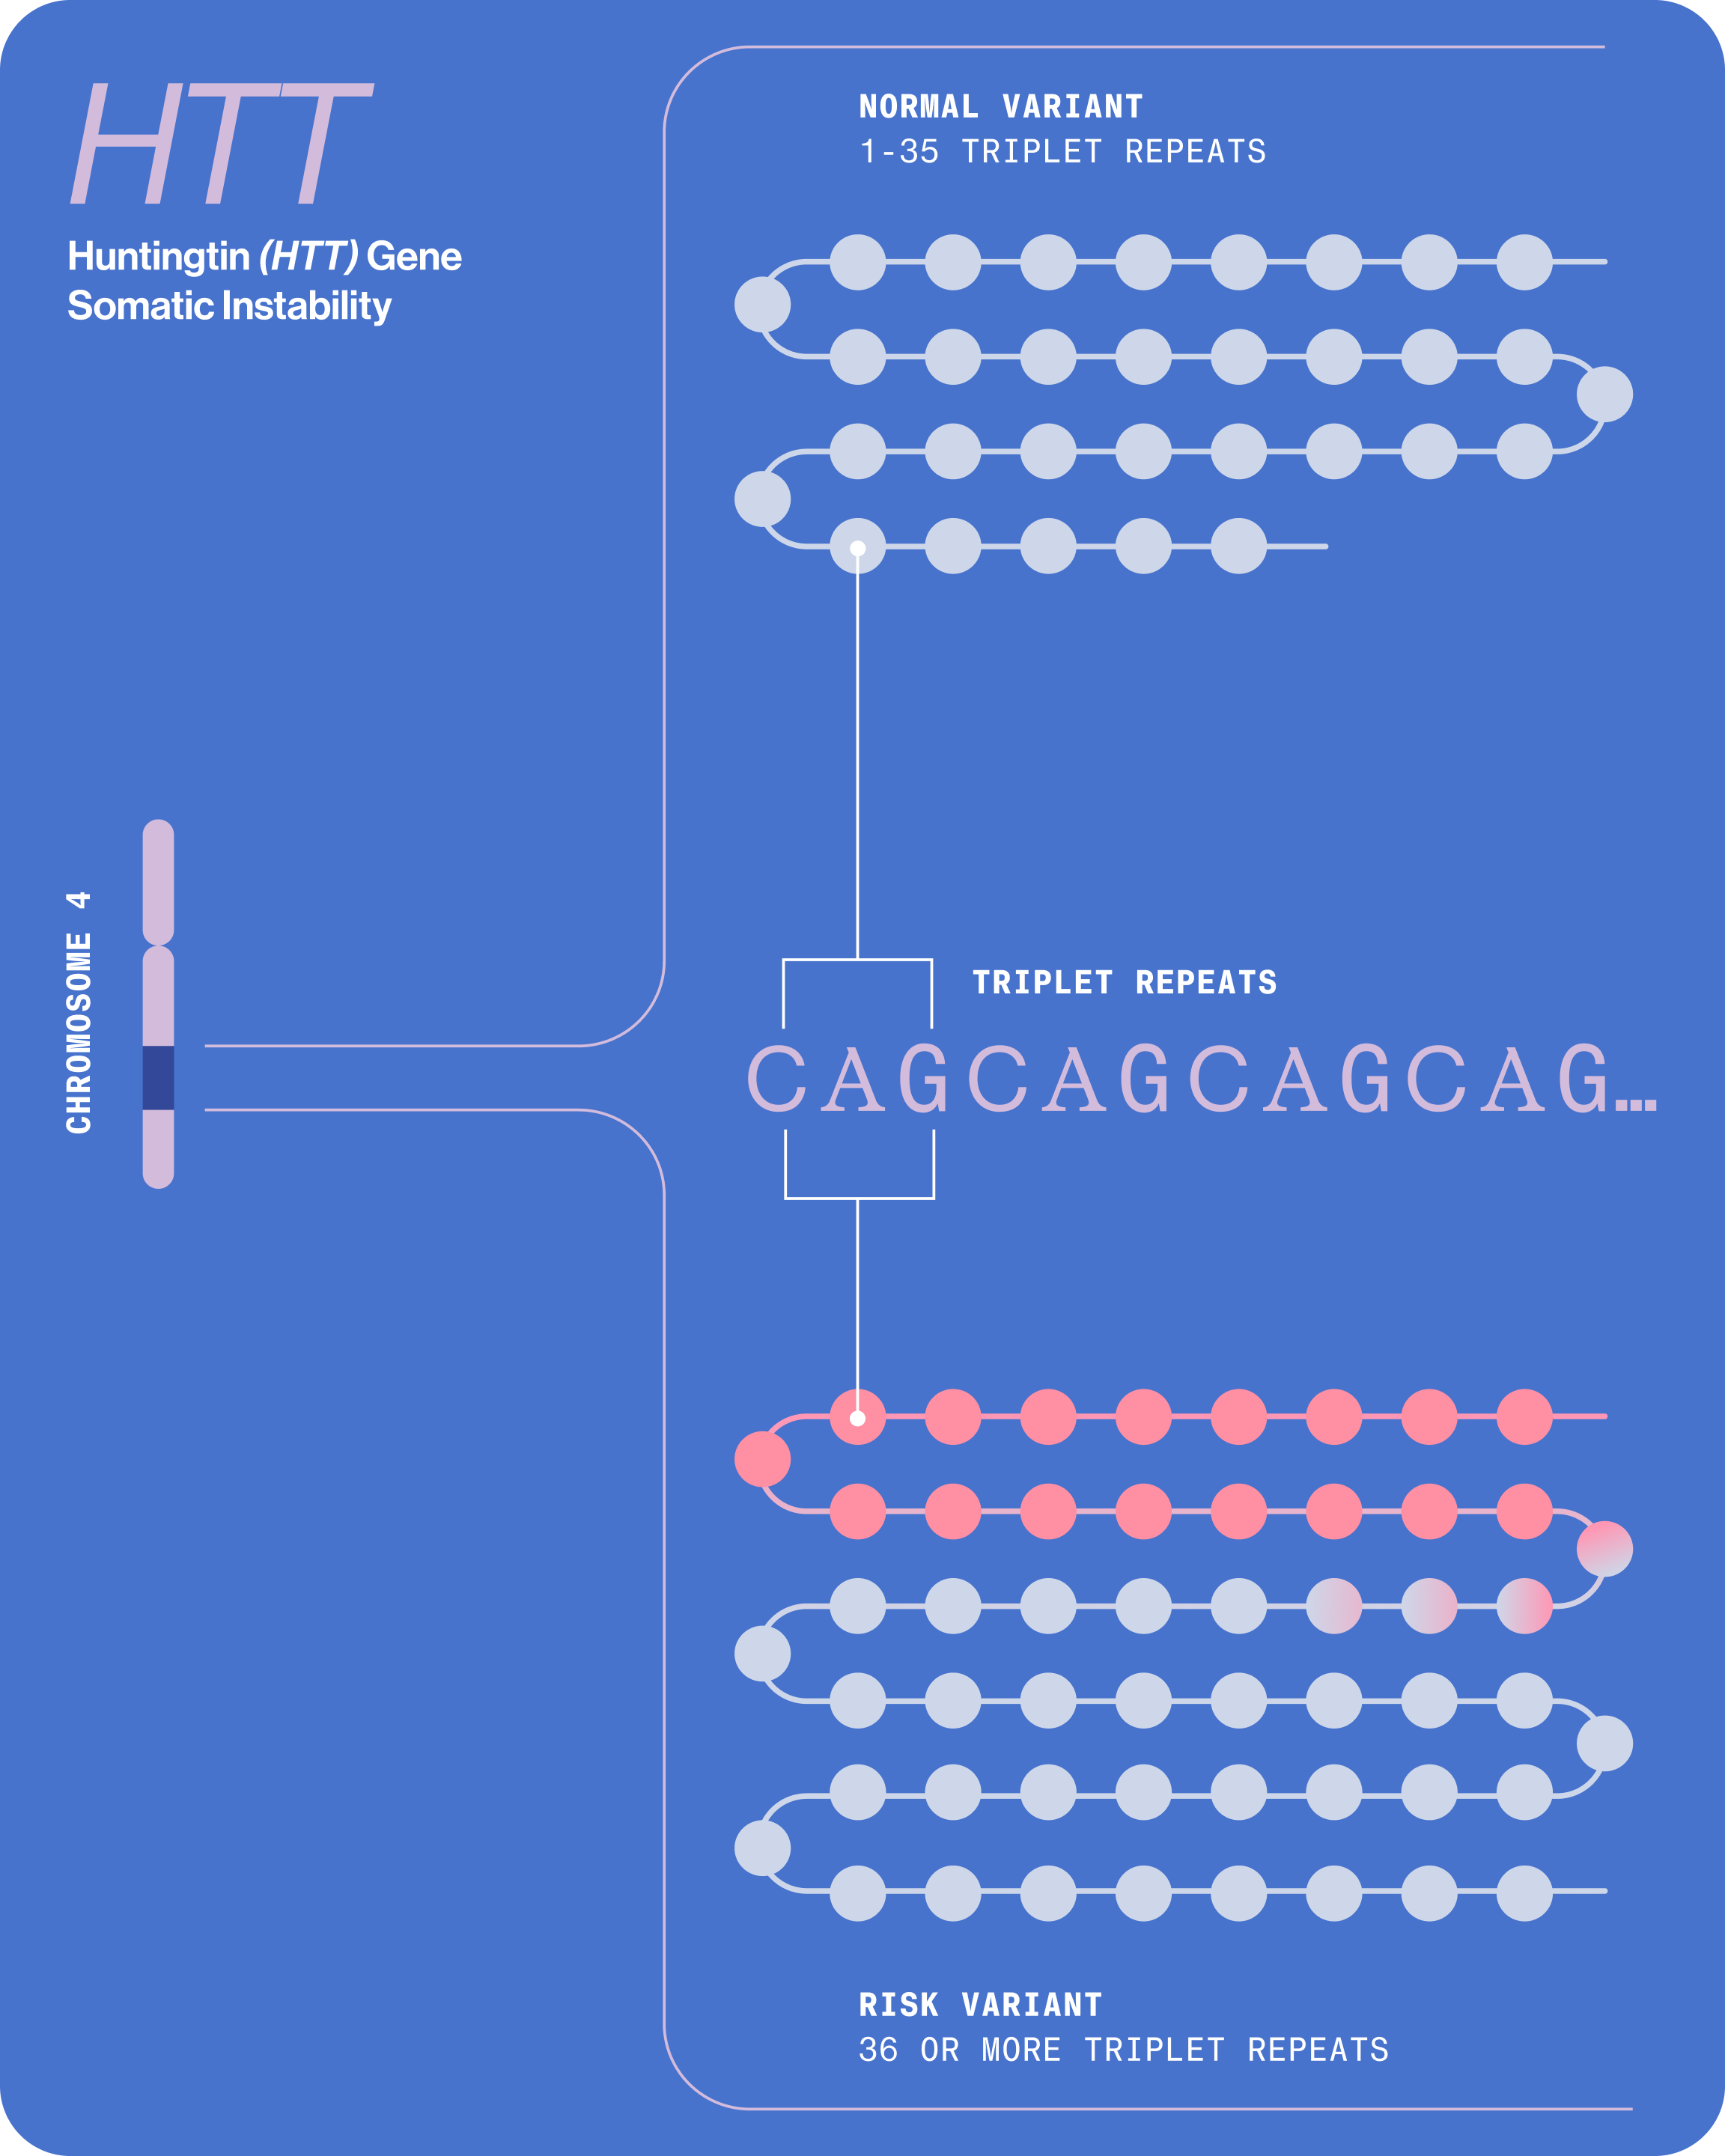 HTT
Huntingtin (HTT) Gene
Somatic Instability
NORMAL VARIANT
1-35 TRIPLET REPEATS
CHROMOSOME 4
TRIPLET REPEATS
CAGCAGCAGCAG...
RISK VARIANT
36 OR MORE TRIPLET REPEATS